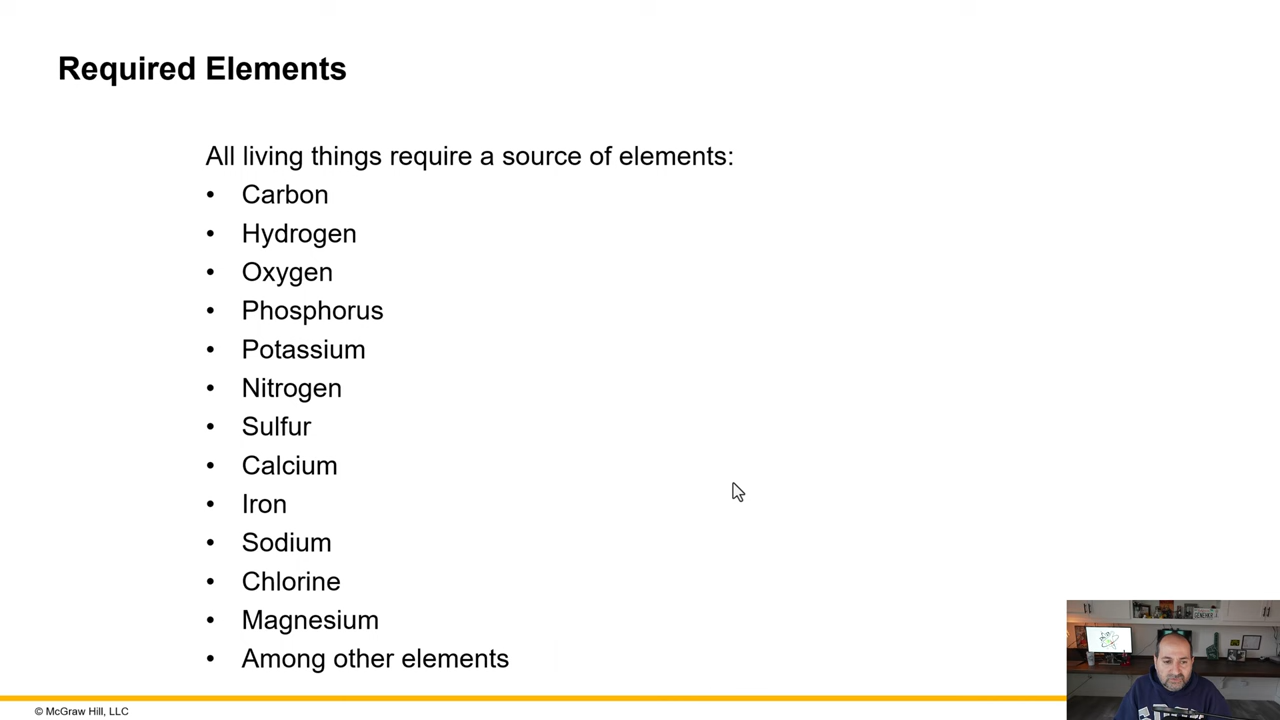 Required Elements
All living things require a source of elements:
• Carbon
• Hydrogen
• Oxygen
• Phosphorus
• Potassium
• Nitrogen
• Sulfur
• Calcium
• Iron
• Sodium
• Chlorine
• Magnesium
• Among other elements
© McGraw Hill, LLC